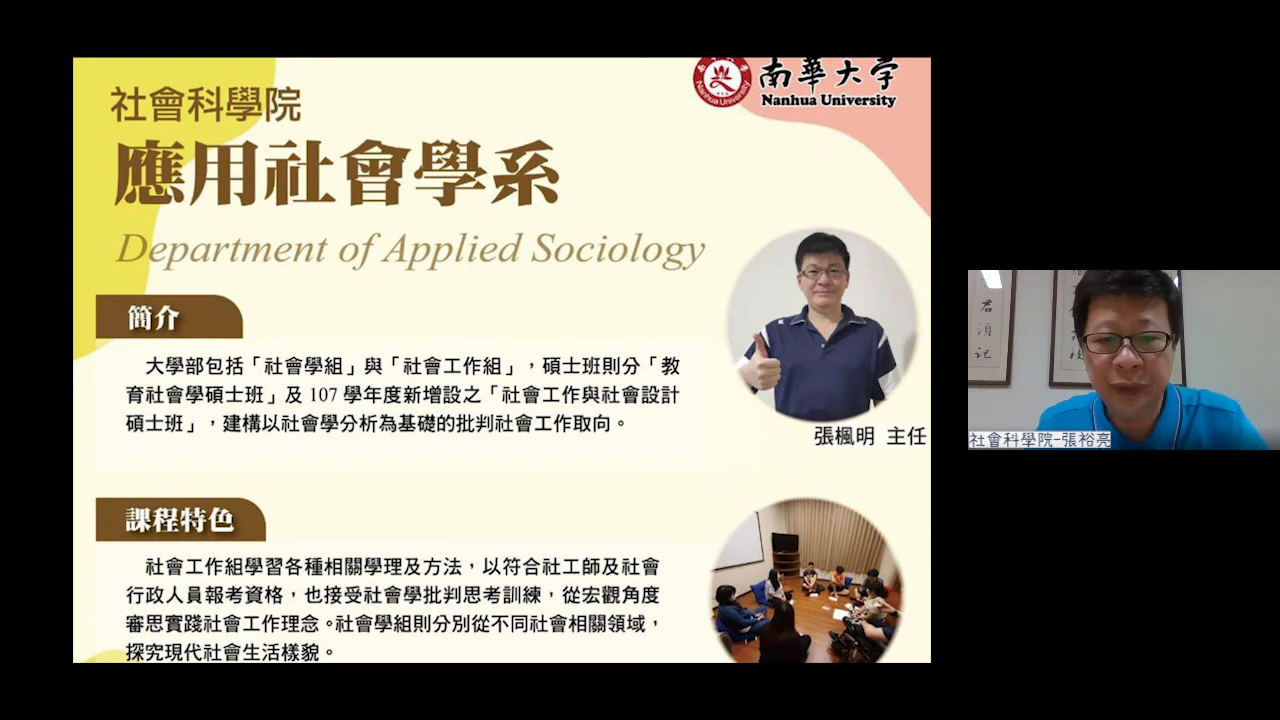 南華大学
Nanhua University
社會科學院
應用社會學系
Department of Applied Sociology
簡介
大學部包括「社會學組」與「社會工作組」，碩士班則分「教
育社會學碩士班」及 107 學年度新增設之「社會工作與社會設計
碩士班」，建構以社會學分析為基礎的批判社會工作取向。
張楓明 主任
課程特色
社會工作組學習各種相關學理及方法，以符合社工師及社會
行政人員報考資格，也接受社會學批判思考訓練，從宏觀角度
審思實踐社會工作理念。社會學組則分別從不同社會相關領域，
探究現代社會生活樣貌。
社會科學院-張裕亮